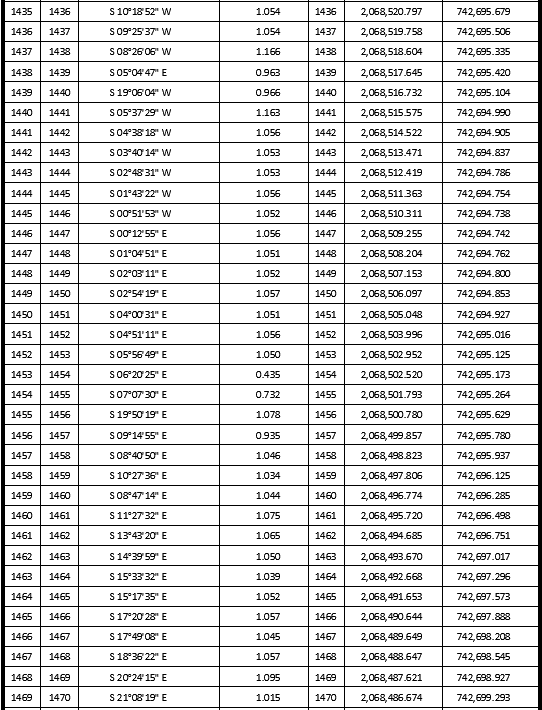 1435 1436 S 10°18'52" W 1.054 1436 2,068,520.797 742,695.679
1436 1437 S 09°25'37" W 1.054 1437 2,068,519.758 742,695.506
1437 1438 S 08°26'06" W 1.166 1438 2,068,518.604 742,695.335
1438 1439 S 05°04'47" E 0.963 1439 2,068,517.645 742,695.420
1439 1440 S 19°06'04" W 0.966 1440 2,068,516.732 742,695.104
1440 1441 S 05°37'29" W 1.163 1441 2,068,515.575 742,694.990
1441 1442 S 04°38'18" W 1.056 1442 2,068,514.522 742,694.905
1442 1443 S 03°40'14" W 1.053 1443 2,068,513.471 742,694.837
1443 1444 S 02°48'31" W 1.053 1444 2,068,512.419 742,694.786
1444 1445 S 01°43'22" W 1.056 1445 2,068,511.363 742,694.754
1445 1446 S 00°51'53" W 1.052 1446 2,068,510.311 742,694.738
1446 1447 S 00°12'55" E 1.056 1447 2,068,509.255 742,694.742
1447 1448 S 01°04'51" E 1.051 1448 2,068,508.204 742,694.762
1448 1449 S 02°03'11" E 1.052 1449 2,068,507.153 742,694.800
1449 1450 S 02°54'19" E 1.057 1450 2,068,506.097 742,694.853
1450 1451 S 04°00'31" E 1.051 1451 2,068,505.048 742,694.927
1451 1452 S 04°51'11" E 1.056 1452 2,068,503.996 742,695.016
1452 1453 S 05°56'49" E 1.050 1453 2,068,502.952 742,695.125
1453 1454 S 06°20'25" E 0.435 1454 2,068,502.520 742,695.173
1454 1455 S 07°07'30" E 0.732 1455 2,068,501.793 742,695.264
1455 1456 S 19°50'19" E 1.078 1456 2,068,500.780 742,695.629
1456 1457 S 09°14'55" E 0.935 1457 2,068,499.857 742,695.780
1457 1458 S 08°40'50" E 1.046 1458 2,068,498.823 742,695.937
1458 1459 S 10°27'36" E 1.034 1459 2,068,497.806 742,696.125
1459 1460 S 08°47'14" E 1.044 1460 2,068,496.774 742,696.285
1460 1461 S 11°27'32" E 1.075 1461 2,068,495.720 742,696.498
1461 1462 S 13°43'20" E 1.065 1462 2,068,494.685 742,696.751
1462 1463 S 14°39'59" E 1.050 1463 2,068,493.670 742,697.017
1463 1464 S 15°33'32" E 1.039 1464 2,068,492.668 742,697.296
1464 1465 S 15°17'35" E 1.052 1465 2,068,491.653 742,697.573
1465 1466 S 17°20'28" E 1.057 1466 2,068,490.644 742,697.888
1466 1467 S 17°49'08" E 1.045 1467 2,068,489.649 742,698.208
1467 1468 S 18°36'22" E 1.057 1468 2,068,488.647 742,698.545
1468 1469 S 20°24'15" E 1.095 1469 2,068,487.621 742,698.927
1469 1470 S 21°08'19" E 1.015 1470 2,068,486.674 742,699.293